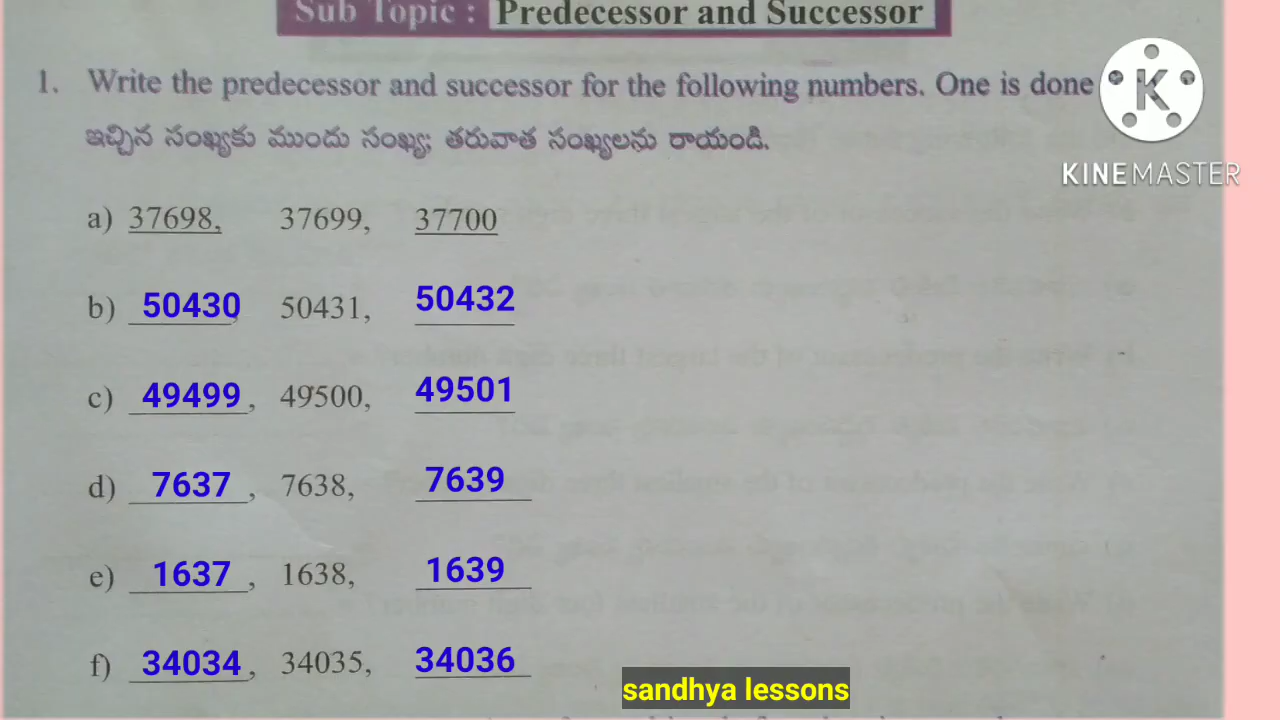 Sub Topic : Predecessor and Successor
1. Write the predecessor and successor for the following numbers. One is done
ఇచ్చిన సంఖ్యకు ముందు సంఖ్య; తరువాత సంఖ్యలను రాయండి.
K
KINEMASTER
a) 37698, 37699, 37700
b) 50430, 50431, 50432
c) 49499, 49500, 49501
d) 7637, 7638, 7639
e) 1637, 1638, 1639
f) 34034, 34035, 34036
sandhya lessons